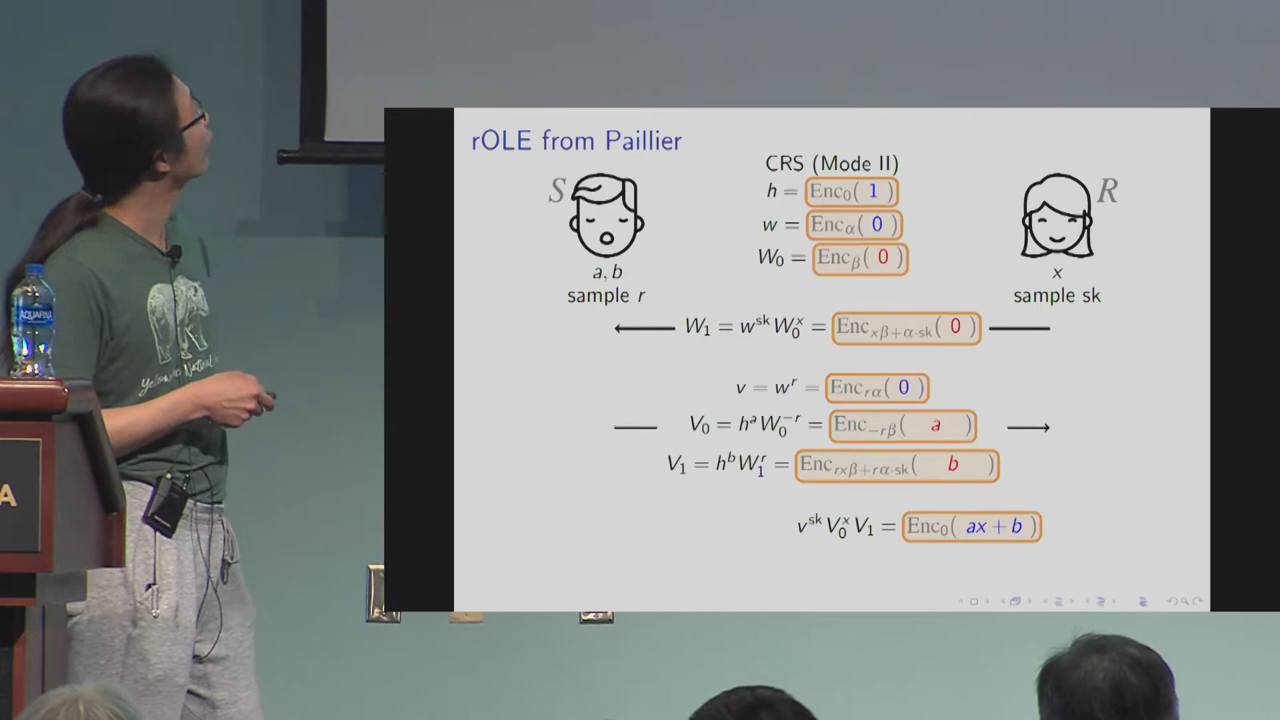 rOLE from Paillier
CRS (Mode II)
S
R
h = Enc₀( 1 )
w = Enc_α( 0 )
W₀ = Enc_β( 0 )
a, b
sample r
x
sample sk
W₁ = w^sk W₀^x = Enc_{xβ+α·sk}( 0 )
v = w^r = Enc_{rα}( 0 )
V₀ = h^a W₀^{-r} = Enc_{-rβ}( a )
V₁ = h^b W₁^r = Enc_{rxβ+rα·sk}( b )
v^sk V₀^x V₁ = Enc₀( ax + b )
AQUAFINA
A